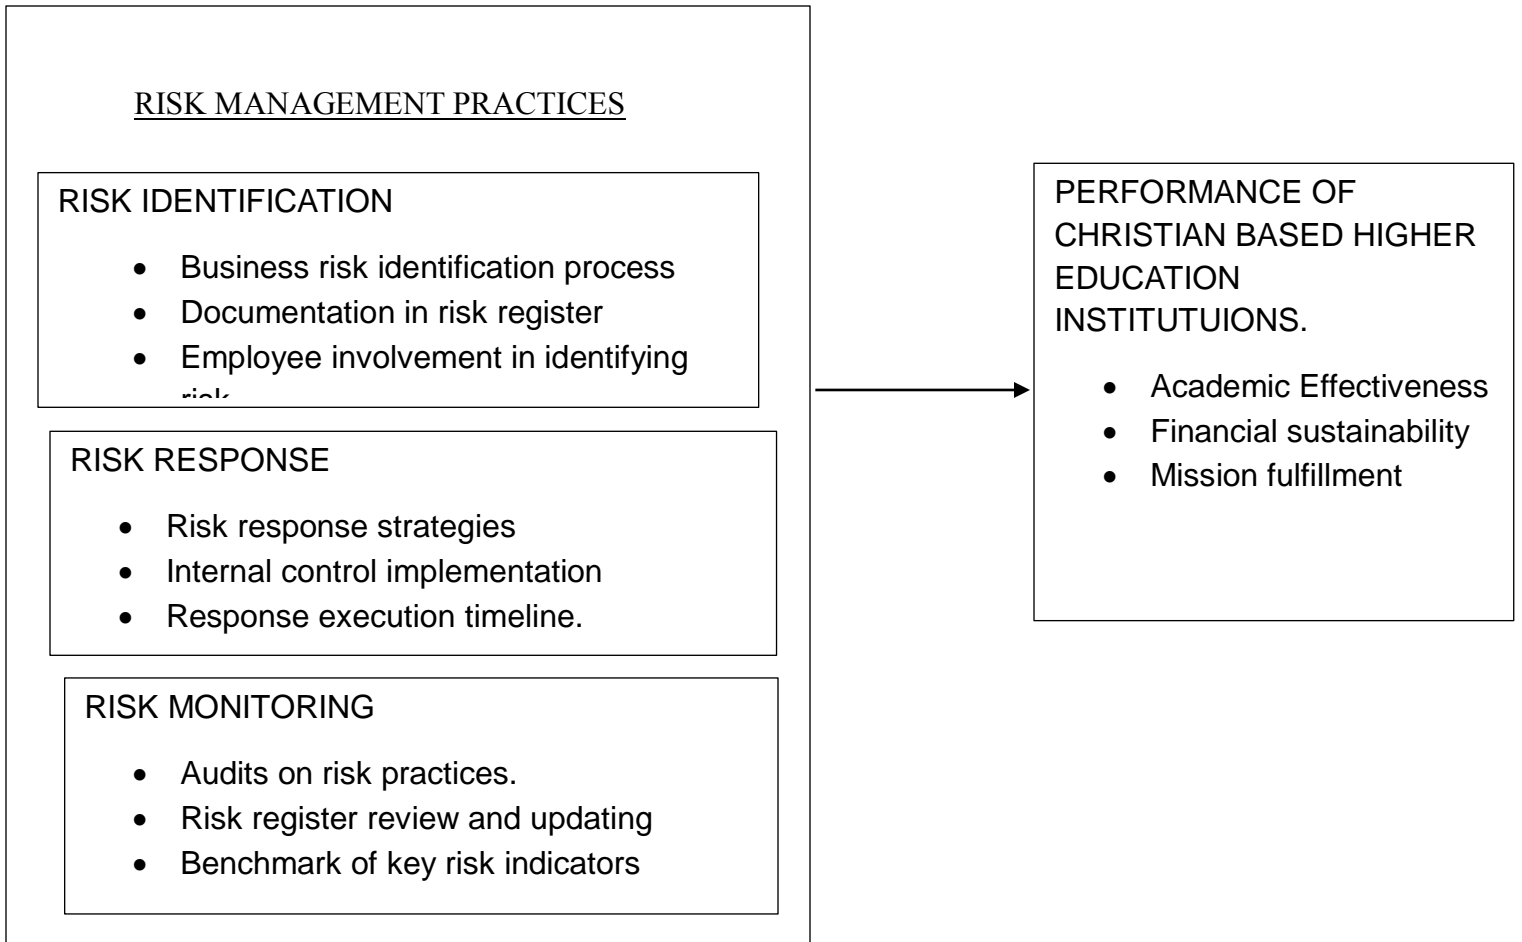 RISK MANAGEMENT PRACTICES
RISK IDENTIFICATION
• Business risk identification process
• Documentation in risk register
• Employee involvement in identifying
RISK RESPONSE
• Risk response strategies
• Internal control implementation
• Response execution timeline.
RISK MONITORING
• Audits on risk practices.
• Risk register review and updating
• Benchmark of key risk indicators
PERFORMANCE OF
CHRISTIAN BASED HIGHER
EDUCATION
INSTITUTUIONS.
• Academic Effectiveness
• Financial sustainability
• Mission fulfillment